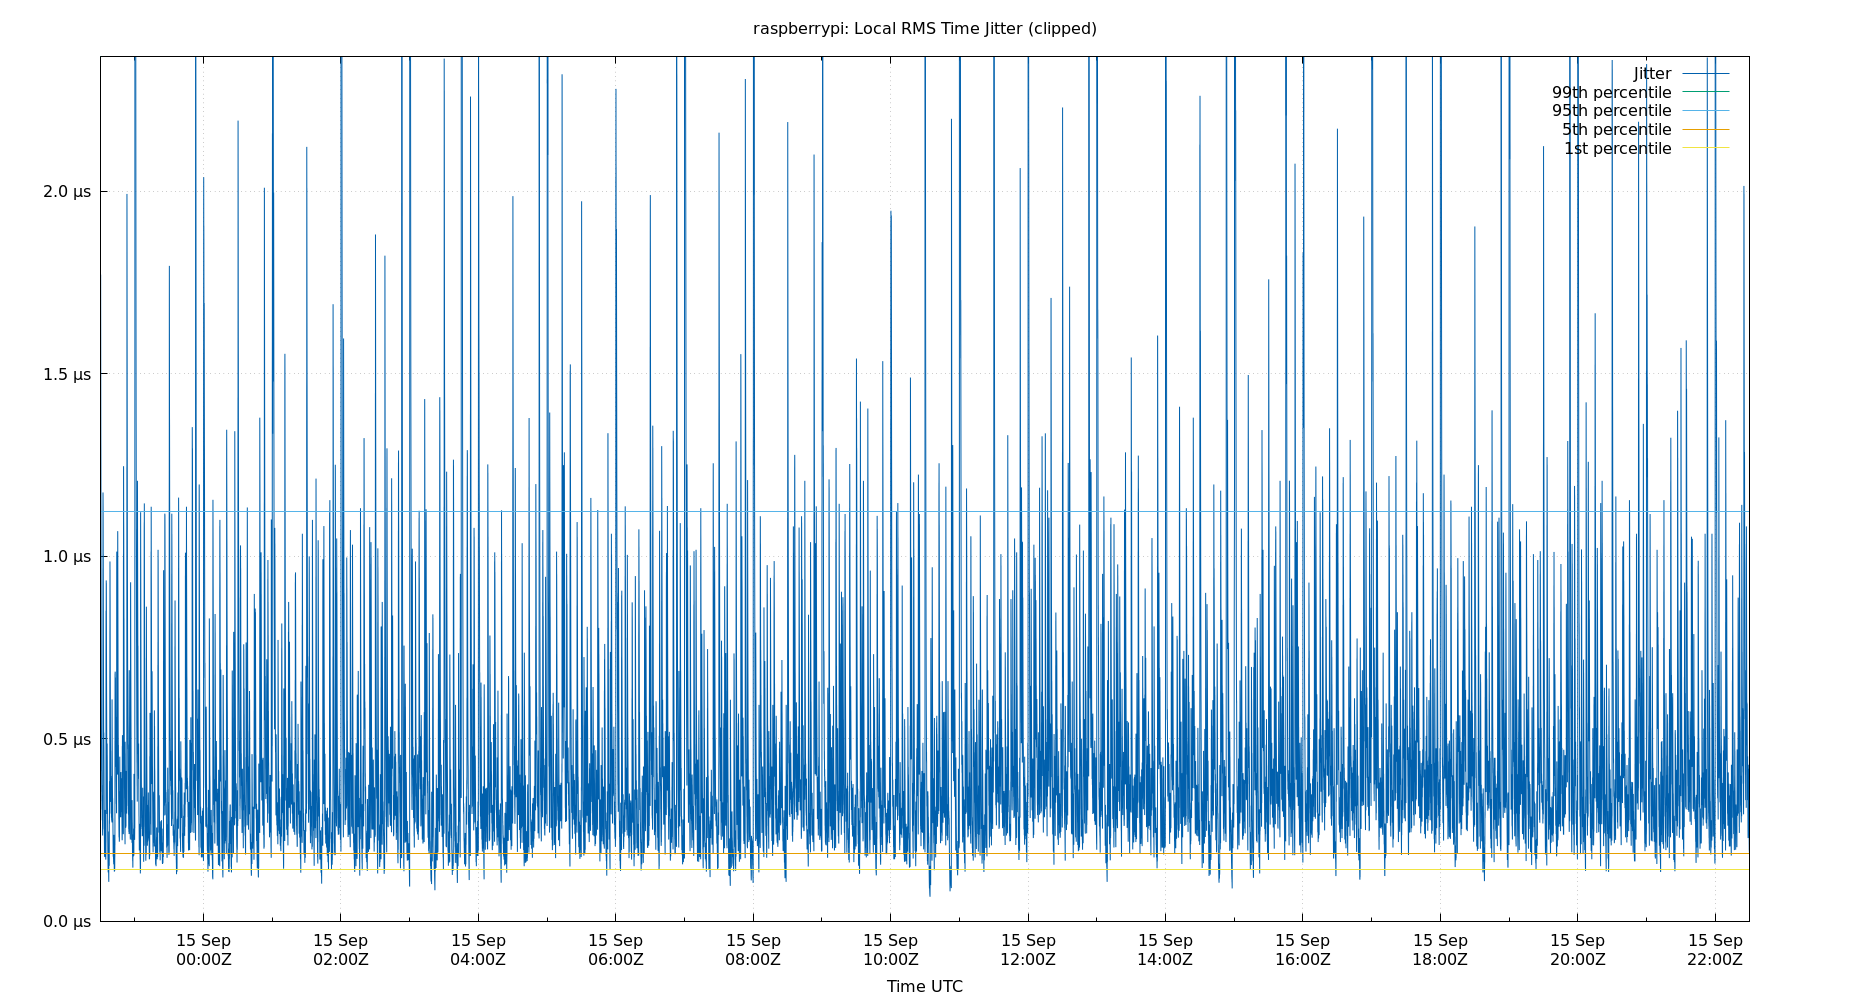 raspberrypi: Local RMS Time Jitter (clipped)
Jitter
99th percentile
95th percentile
5th percentile
1st percentile
2.0 µs
1.5 µs
1.0 µs
0.5 µs
0.0 µs
15 Sep 15 Sep 15 Sep 15 Sep 15 Sep 15 Sep 15 Sep 15 Sep 15 Sep 15 Sep 15 Sep 15 Sep
00:00Z 02:00Z 04:00Z 06:00Z 08:00Z 10:00Z 12:00Z 14:00Z 16:00Z 18:00Z 20:00Z 22:00Z
Time UTC